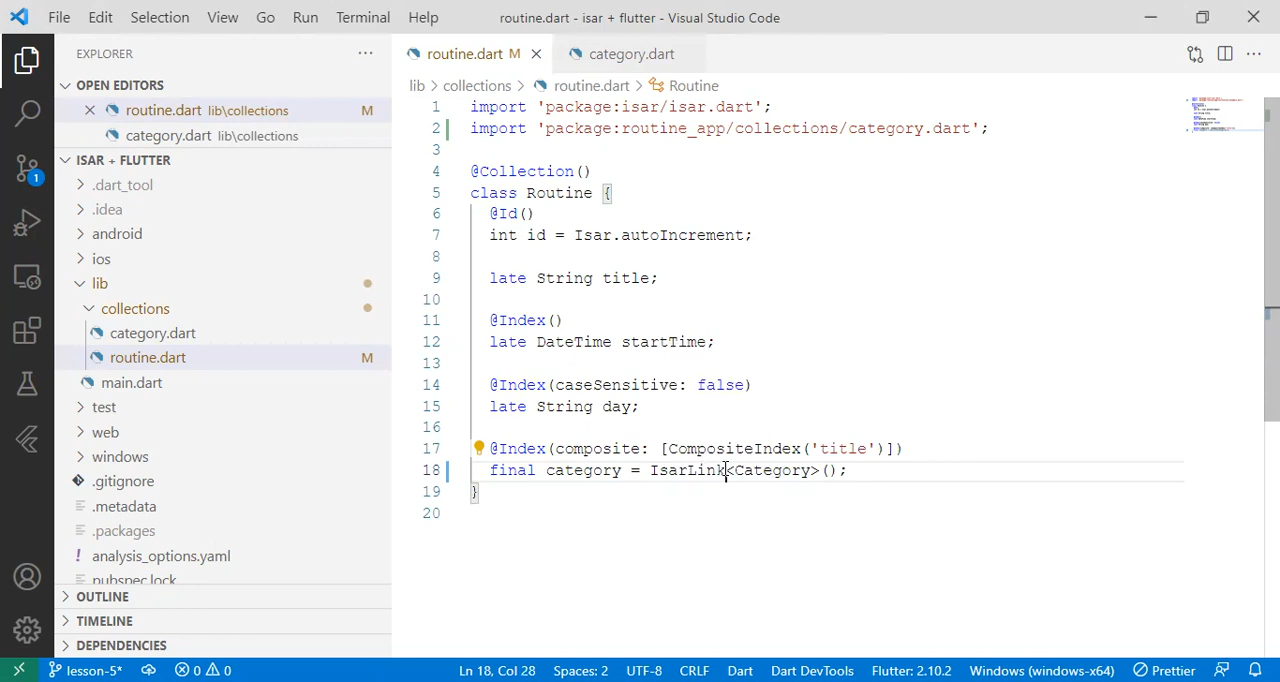 File Edit Selection View Go Run Terminal Help routine.dart - isar + flutter - Visual Studio Code
EXPLORER
OPEN EDITORS
routine.dart lib\collections M
category.dart lib\collections
ISAR + FLUTTER
.dart_tool
.idea
android
ios
lib
collections
category.dart
routine.dart M
main.dart
test
web
windows
.gitignore
.metadata
.packages
analysis_options.yaml
pubspec.lock
OUTLINE
TIMELINE
DEPENDENCIES
1
routine.dart M category.dart
lib > collections > routine.dart > Routine
1 import 'package:isar/isar.dart';
2 import 'package:routine_app/collections/category.dart';
3
4 @Collection()
5 class Routine {
6 @Id()
7 int id = Isar.autoIncrement;
8
9 late String title;
10
11 @Index()
12 late DateTime startTime;
13
14 @Index(caseSensitive: false)
15 late String day;
16
17 @Index(composite: [CompositeIndex('title')])
18 final category = IsarLink<Category>();
19 }
20
lesson-5* 0 0 Ln 18, Col 28 Spaces: 2 UTF-8 CRLF Dart Dart DevTools Flutter: 2.10.2 Windows (windows-x64) Prettier